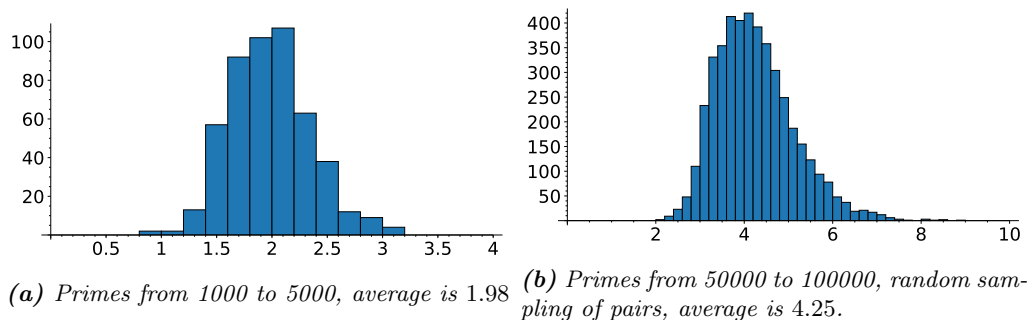 100
80
60
40
20
0.5 1 1.5 2 2.5 3 3.5 4
(a) Primes from 1000 to 5000, average is 1.98
400
350
300
250
200
150
100
50
2 4 6 8 10
(b) Primes from 50000 to 100000, random sam-
pling of pairs, average is 4.25.